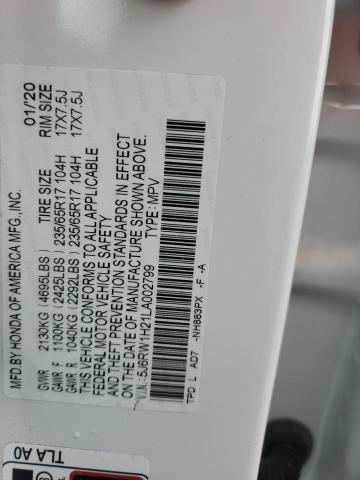 MFD. BY HONDA OF AMERICA MFG., INC. 01/'20
GVWR 2130KG (4695LBS) TIRE SIZE RIM SIZE
GAWR F 1100KG (2425LBS) 235/65R17 104H 17X7.5J
GAWR R 1040KG (2292LBS) 235/65R17 104H 17X7.5J
THIS VEHICLE CONFORMS TO ALL APPLICABLE
FEDERAL MOTOR VEHICLE SAFETY
AND THEFT PREVENTION STANDARDS IN EFFECT
ON THE DATE OF MANUFACTURE SHOWN ABOVE.
V.I.N.: 5J6RW1H21LA002799 TYPE: MPV
TPD L AD7 -NH883PX -F -A
TLA A0